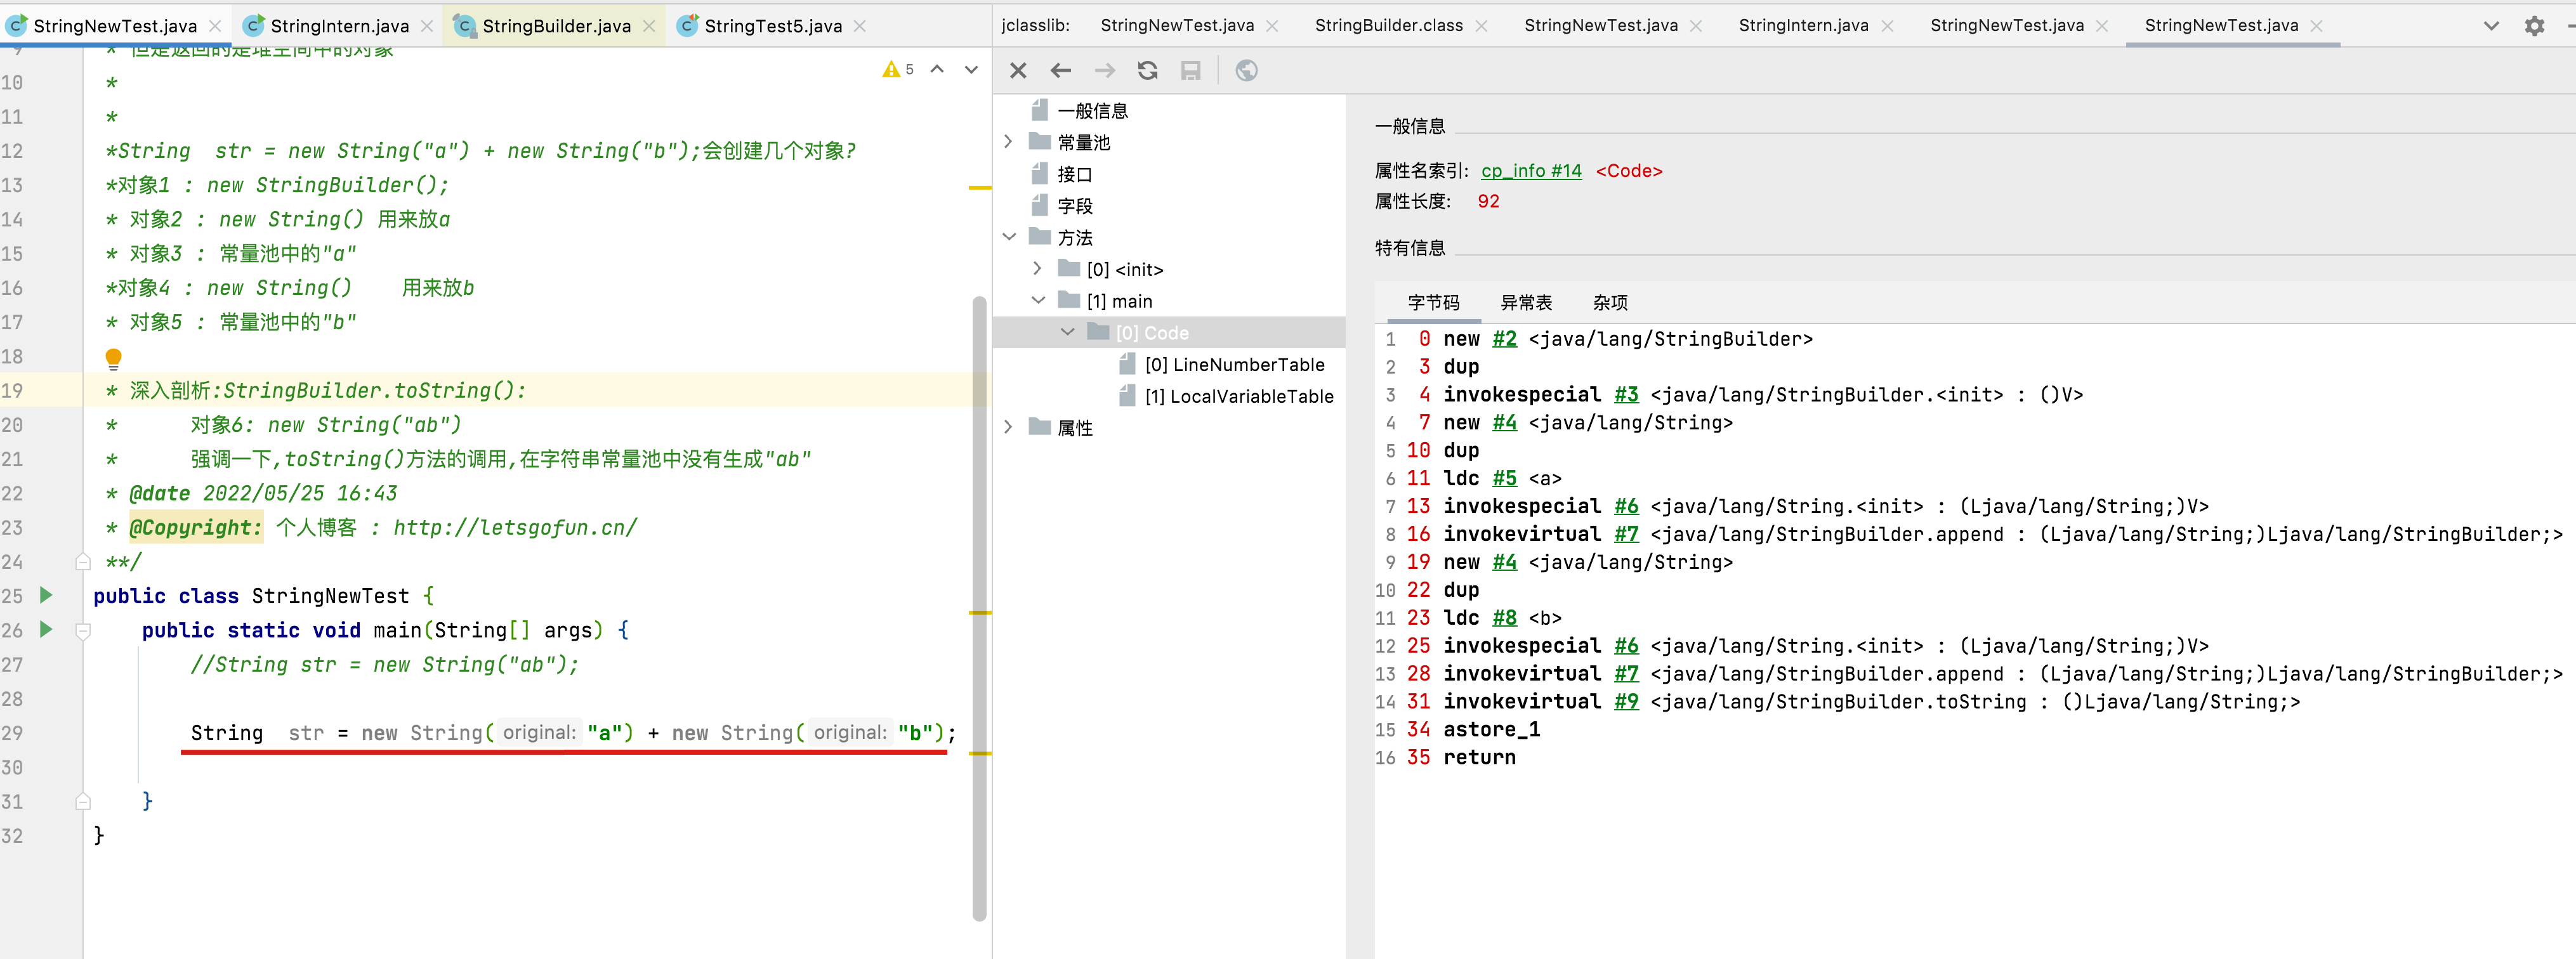 StringNewTest.java StringIntern.java StringBuilder.java StringTest5.java
jclasslib: StringNewTest.java StringBuilder.class StringNewTest.java StringIntern.java StringNewTest.java StringNewTest.java
5
9 * 但是返回的是堆空间中的对象
10 *
11 *
12 *String  str = new String("a") + new String("b");会创建几个对象?
13 *对象1 : new StringBuilder();
14 * 对象2 : new String() 用来放a
15 * 对象3 : 常量池中的"a"
16 *对象4 : new String()    用来放b
17 * 对象5 : 常量池中的"b"
18
19 * 深入剖析:StringBuilder.toString():
20 *      对象6: new String("ab")
21 *      强调一下,toString()方法的调用,在字符串常量池中没有生成"ab"
22 * @date 2022/05/25 16:43
23 * @Copyright: 个人博客 : http://letsgofun.cn/
24 **/
25 public class StringNewTest {
26     public static void main(String[] args) {
27         //String str = new String("ab");
28
29         String  str = new String( original: "a") + new String( original: "b");
30
31     }
32 }
一般信息
常量池
接口
字段
方法
[0] <init>
[1] main
[0] Code
[0] LineNumberTable
[1] LocalVariableTable
属性
一般信息
属性名索引: cp_info #14 <Code>
属性长度: 92
特有信息
字节码 异常表 杂项
1 0 new #2 <java/lang/StringBuilder>
2 3 dup
3 4 invokespecial #3 <java/lang/StringBuilder.<init> : ()V>
4 7 new #4 <java/lang/String>
5 10 dup
6 11 ldc #5 <a>
7 13 invokespecial #6 <java/lang/String.<init> : (Ljava/lang/String;)V>
8 16 invokevirtual #7 <java/lang/StringBuilder.append : (Ljava/lang/String;)Ljava/lang/StringBuilder;>
9 19 new #4 <java/lang/String>
10 22 dup
11 23 ldc #8 <b>
12 25 invokespecial #6 <java/lang/String.<init> : (Ljava/lang/String;)V>
13 28 invokevirtual #7 <java/lang/StringBuilder.append : (Ljava/lang/String;)Ljava/lang/StringBuilder;>
14 31 invokevirtual #9 <java/lang/StringBuilder.toString : ()Ljava/lang/String;>
15 34 astore_1
16 35 return